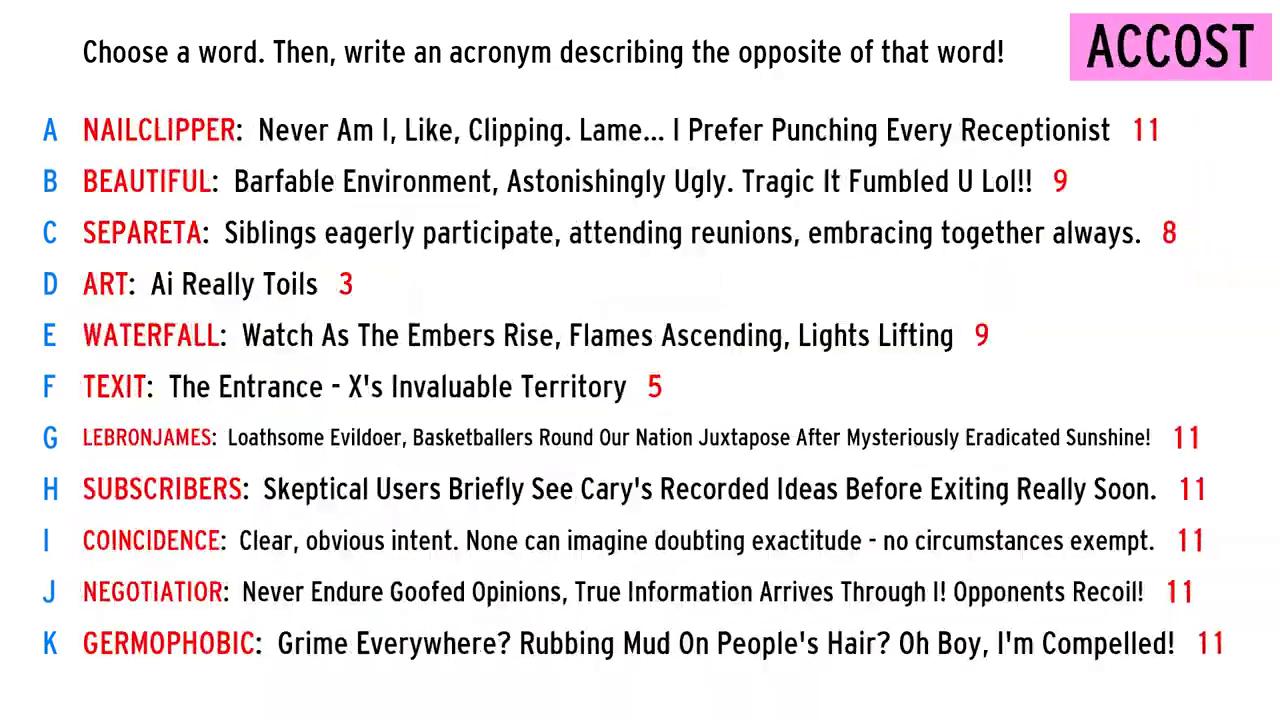 Choose a word. Then, write an acronym describing the opposite of that word!
ACCOST
A NAILCLIPPER: Never Am I, Like, Clipping. Lame... I Prefer Punching Every Receptionist 11
B BEAUTIFUL: Barfable Environment, Astonishingly Ugly. Tragic It Fumbled U Lol!! 9
C SEPARETA: Siblings eagerly participate, attending reunions, embracing together always. 8
D ART: Ai Really Toils 3
E WATERFALL: Watch As The Embers Rise, Flames Ascending, Lights Lifting 9
F TEXIT: The Entrance - X's Invaluable Territory 5
G LEBRONJAMES: Loathsome Evildoer, Basketballers Round Our Nation Juxtapose After Mysteriously Eradicated Sunshine! 11
H SUBSCRIBERS: Skeptical Users Briefly See Cary's Recorded Ideas Before Exiting Really Soon. 11
I COINCIDENCE: Clear, obvious intent. None can imagine doubting exactitude - no circumstances exempt. 11
J NEGOTIATIOR: Never Endure Goofed Opinions, True Information Arrives Through I! Opponents Recoil! 11
K GERMOPHOBIC: Grime Everywhere? Rubbing Mud On People's Hair? Oh Boy, I'm Compelled! 11